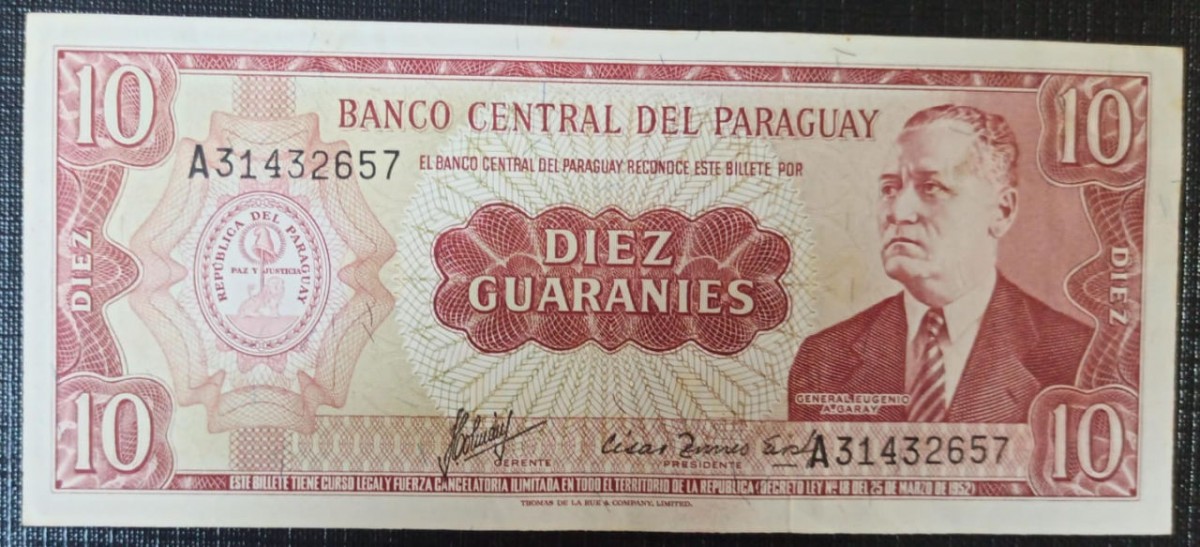 10
10
BANCO CENTRAL DEL PARAGUAY
A31432657
EL BANCO CENTRAL DEL PARAGUAY RECONOCE ESTE BILLETE POR
REPÚBLICA DEL PARAGUAY
PAZ Y JUSTICIA
DIEZ
DIEZ
GUARANIES
DIEZ
GENERAL EUGENIO
A. GARAY
10
10
GERENTE
PRESIDENTE
A31432657
ESTE BILLETE TIENE CURSO LEGAL Y FUERZA CANCELATORIA ILIMITADA EN TODO EL TERRITORIO DE LA REPUBLICA (DECRETO LEY Nº 18 DEL 25 DE MARZO DE 1952)
THOMAS DE LA RUE & COMPANY, LIMITED.